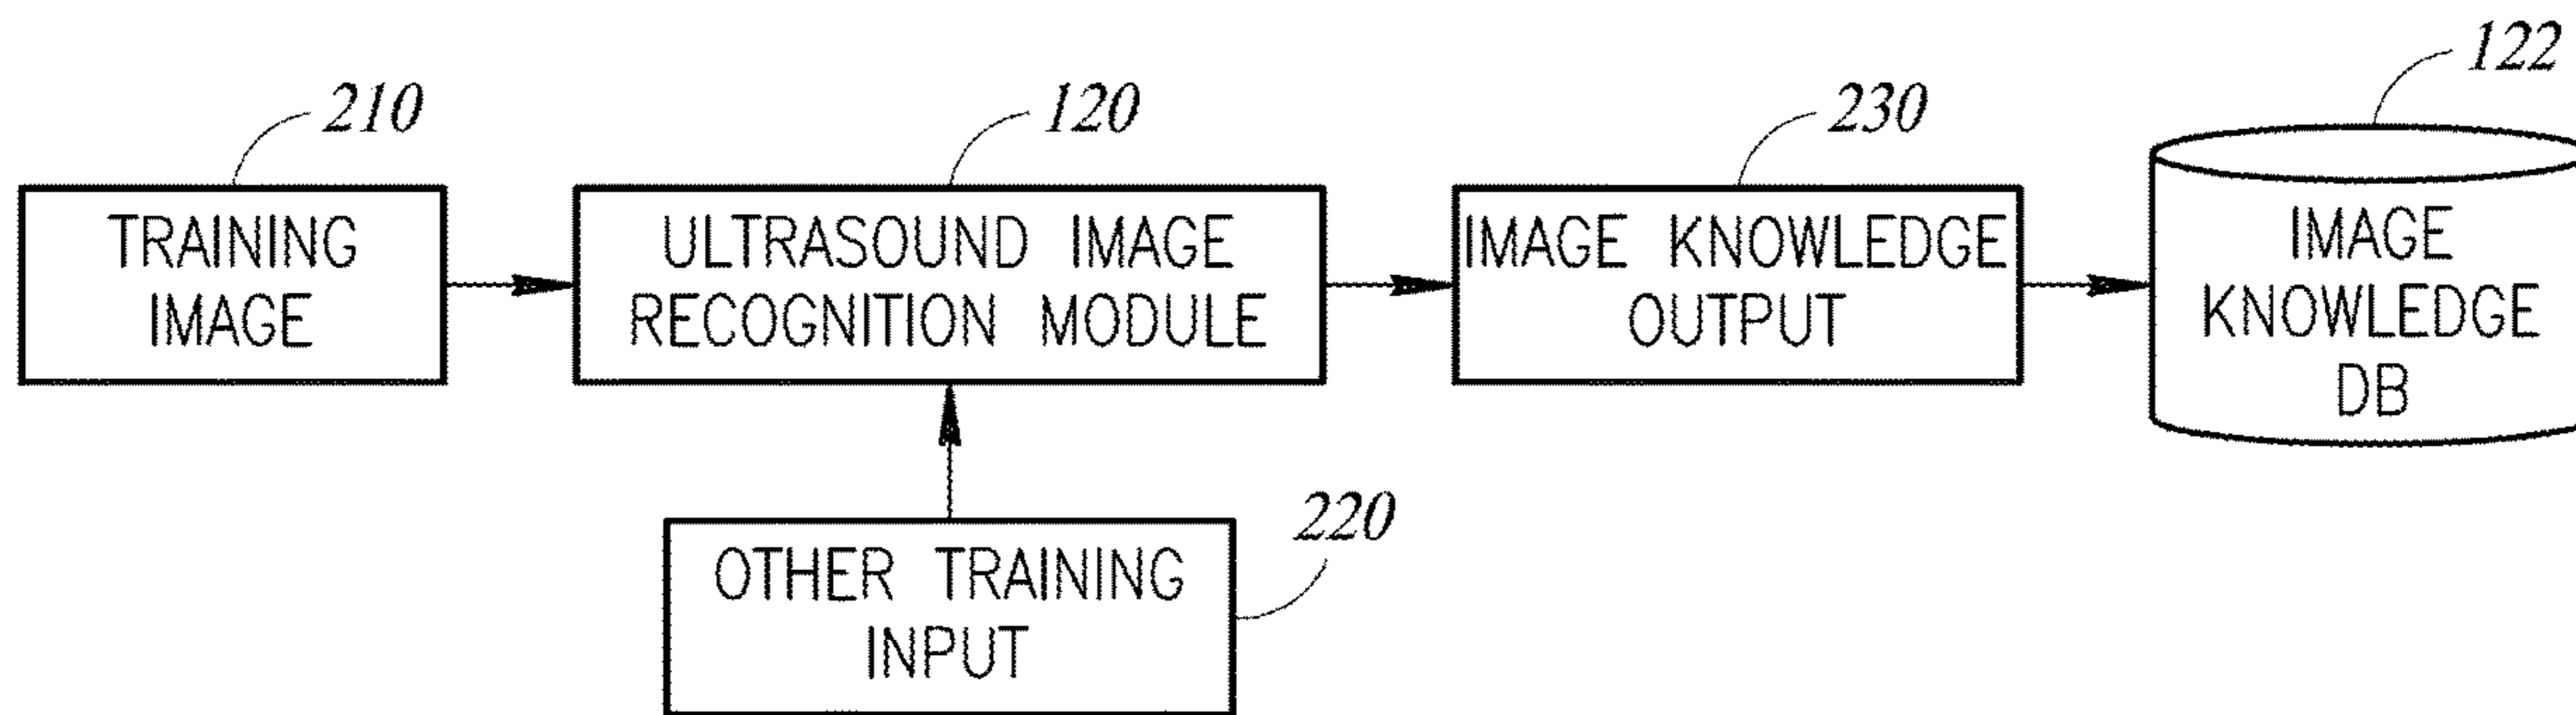 122
210
120
230
TRAINING
IMAGE
ULTRASOUND IMAGE
RECOGNITION MODULE
IMAGE KNOWLEDGE
OUTPUT
IMAGE
KNOWLEDGE
DB
220
OTHER TRAINING
INPUT